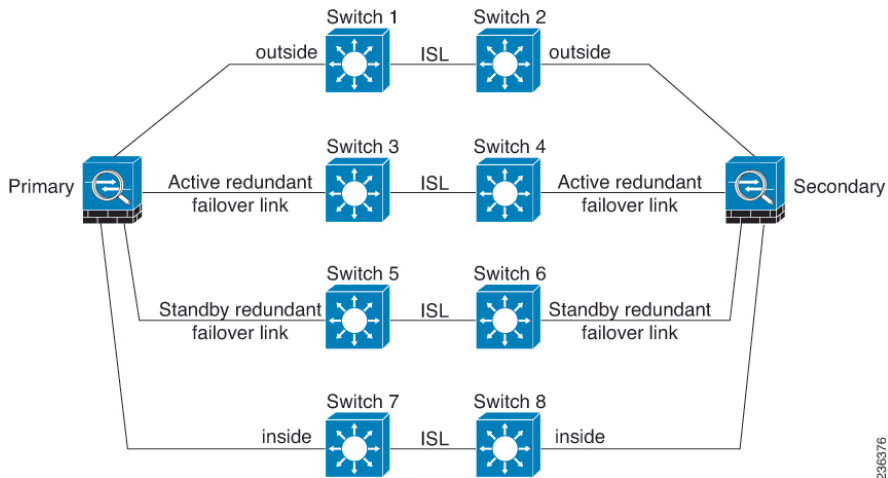 Switch 1
Switch 2
outside
ISL
outside
Switch 3
Switch 4
Primary
Active redundant
failover link
ISL
Active redundant
failover link
Secondary
Switch 5
Switch 6
Standby redundant
failover link
ISL
Standby redundant
failover link
Switch 7
Switch 8
inside
ISL
inside
236376